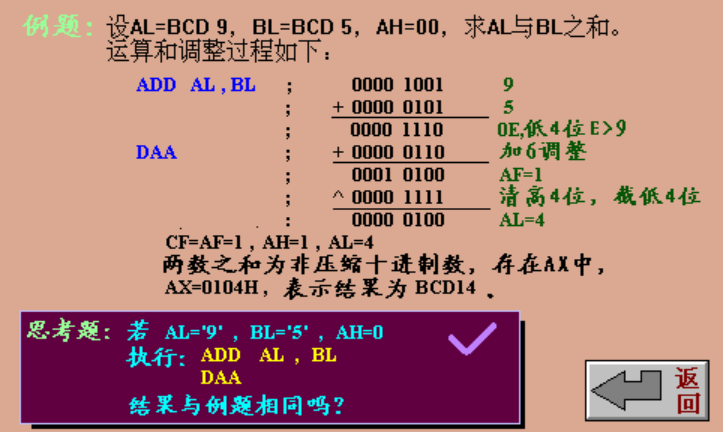 例题：设AL=BCD 9，BL=BCD 5，AH=00，求AL与BL之和。
运算和调整过程如下：
ADD AL,BL ; 0000 1001 9
; + 0000 0101 5
; 0000 1110 0E,低4位E>9
DAA ; + 0000 0110 加6调整
; 0001 0100 AF=1
; ^ 0000 1111 清高4位，截低4位
. . : 0000 0100 AL=4
CF=AF=1，AH=1，AL=4
两数之和为非压缩十进制数，存在AX中，
AX=0104H，表示结果为 BCD14 。
思考题：若 AL='9'，BL='5'，AH=0
执行：ADD AL，BL
DAA
结果与例题相同吗？
返
回